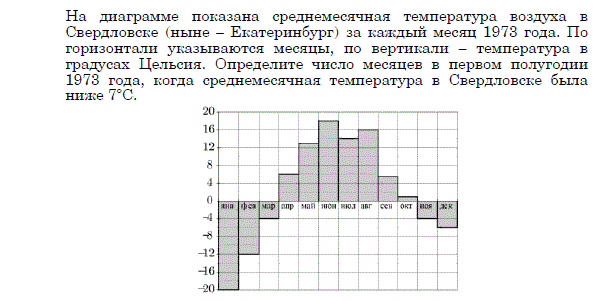 На диаграмме показана среднемесячная температура воздуха в
Свердловске (ныне – Екатеринбург) за каждый месяц 1973 года. По
горизонтали указываются месяцы, по вертикали – температура в
градусах Цельсия. Определите число месяцев в первом полугодии
1973 года, когда среднемесячная температура в Свердловске была
ниже 7°С.
20
16
12
8
4
0
янв фев мар апр май июн июл авг сен окт ноя дек
−4
−8
−12
−16
−20